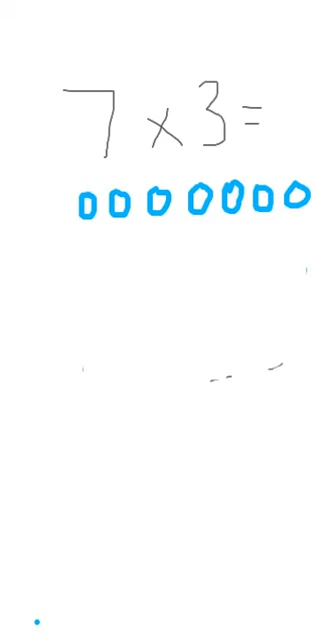 7 x 3 =